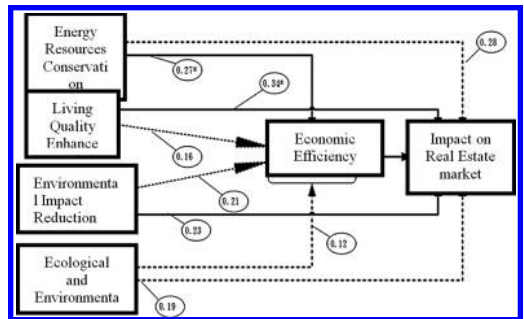 Energy
Resources
Conservati
on
0.28
0.27*
0.34*
Living
Quality
Enhance
Economic
Efficiency
Impact on
Real Estate
market
0.16
Environmenta
l Impact
Reduction
0.21
0.23
0.12
Ecological
and
Environmenta
0.19